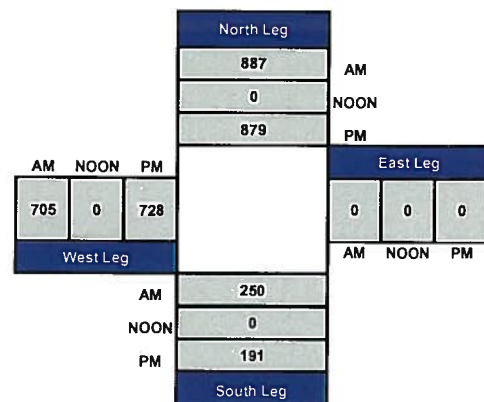 North Leg
887 AM
0 NOON
879 PM
AM NOON PM
East Leg
705 0 728
0 0 0
West Leg
AM NOON PM
AM 250
NOON 0
PM 191
South Leg